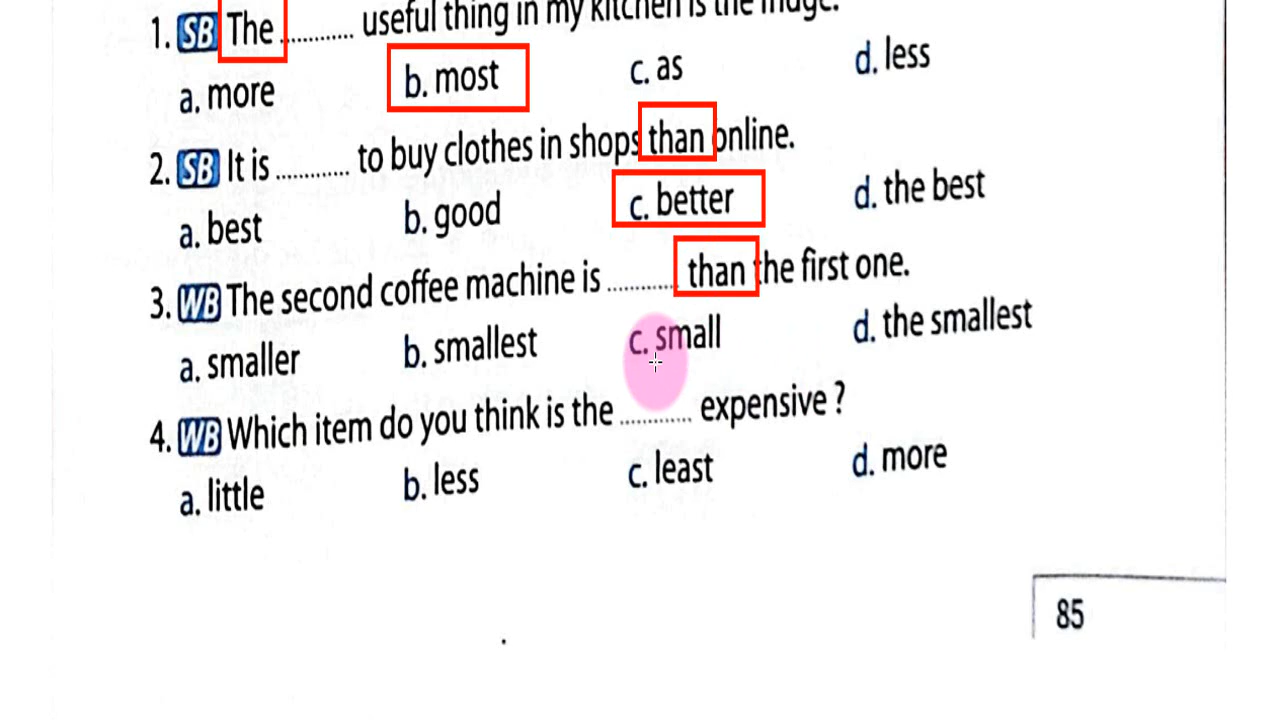 1. SB The ............ useful thing in my kitchen is the fridge.
a. more b. most c. as d. less
2. SB It is ............ to buy clothes in shops than online.
a. best b. good c. better d. the best
3. WB The second coffee machine is ............ than the first one.
a. smaller b. smallest c. small d. the smallest
4. WB Which item do you think is the ............ expensive ?
a. little b. less c. least d. more
85